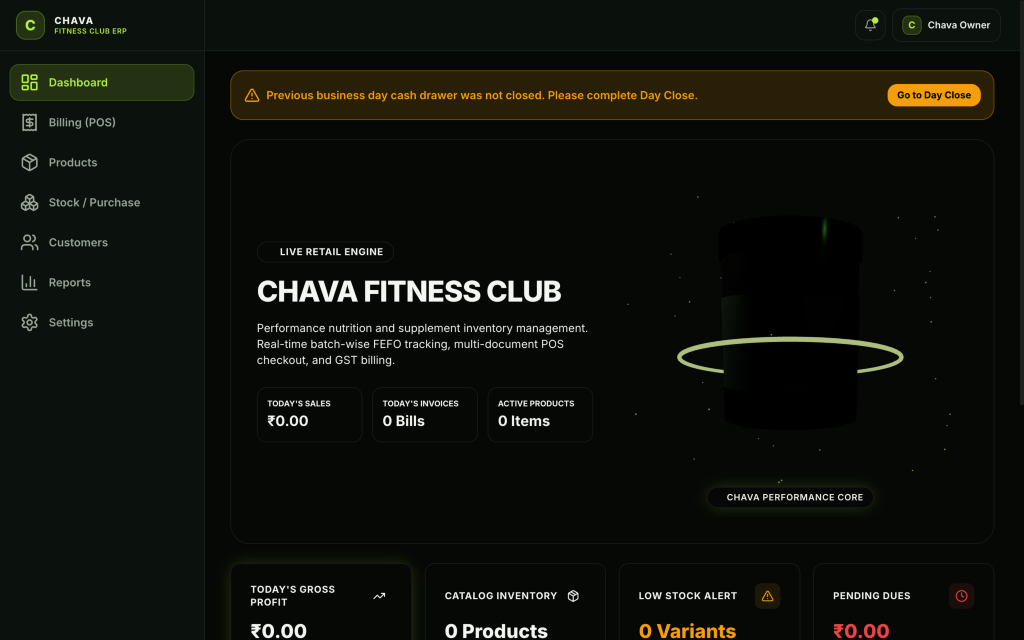 C
CHAVA
FITNESS CLUB ERP
C
Chava Owner
Dashboard
Billing (POS)
Products
Stock / Purchase
Customers
Reports
Settings
Previous business day cash drawer was not closed. Please complete Day Close.
Go to Day Close
LIVE RETAIL ENGINE
CHAVA FITNESS CLUB
Performance nutrition and supplement inventory management.
Real-time batch-wise FEFO tracking, multi-document POS
checkout, and GST billing.
TODAY'S SALES
₹0.00
TODAY'S INVOICES
0 Bills
ACTIVE PRODUCTS
0 Items
CHAVA PERFORMANCE CORE
TODAY'S GROSS
PROFIT
₹0.00
CATALOG INVENTORY
0 Products
LOW STOCK ALERT
0 Variants
PENDING DUES
₹0.00